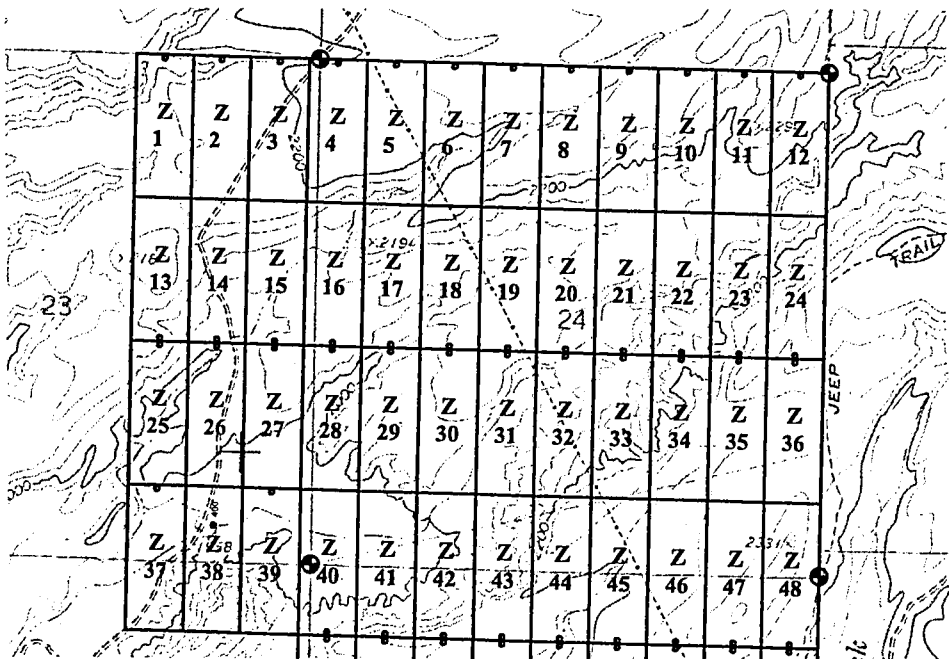 Z Z Z Z Z Z Z Z Z Z Z Z
1 2 3 4 5 6 7 8 9 10 11 12
Z Z Z Z Z Z Z Z Z Z Z Z
13 14 15 16 17 18 19 20 21 22 23 24
TRAIL
23
24
JEEP
Z Z Z Z Z Z Z Z Z Z Z Z
25 26 27 28 29 30 31 32 33 34 35 36
Z Z Z Z Z Z Z Z Z Z Z Z
37 38 39 40 41 42 43 44 45 46 47 48